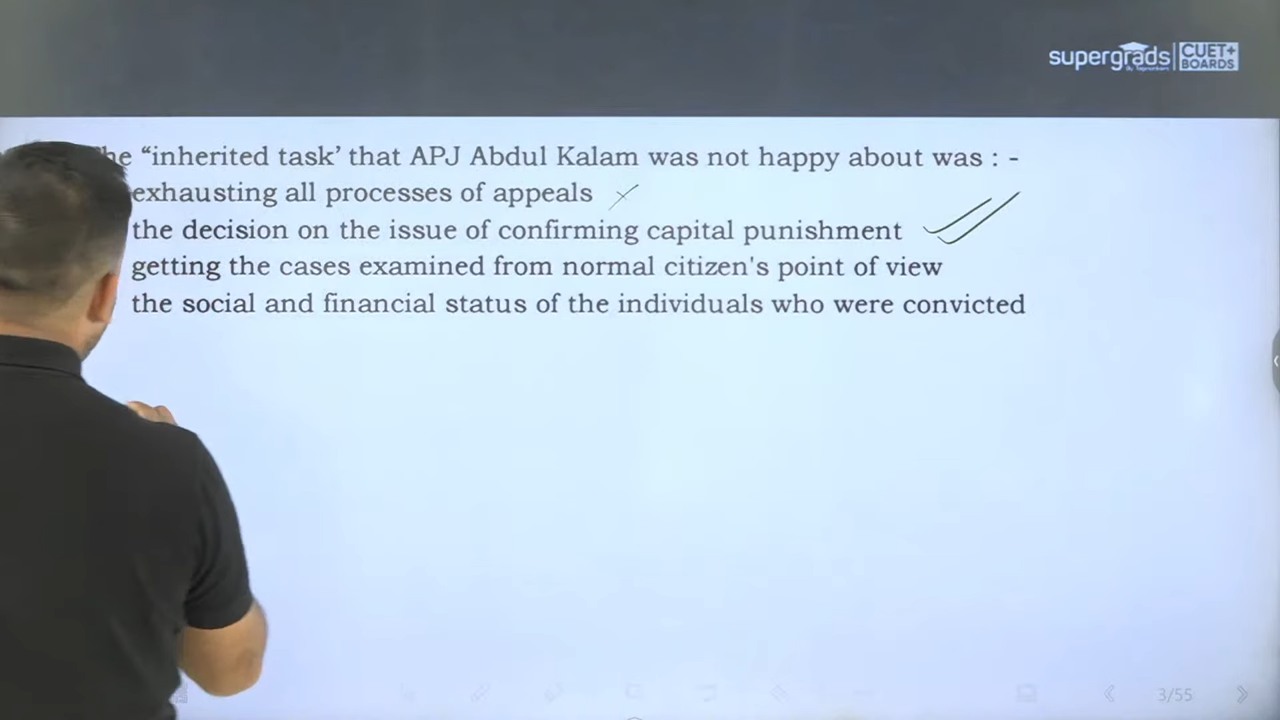 supergrads CUET+ BOARDS
“inherited task’ that APJ Abdul Kalam was not happy about was : -
exhausting all processes of appeals
the decision on the issue of confirming capital punishment
getting the cases examined from normal citizen's point of view
the social and financial status of the individuals who were convicted
3/55